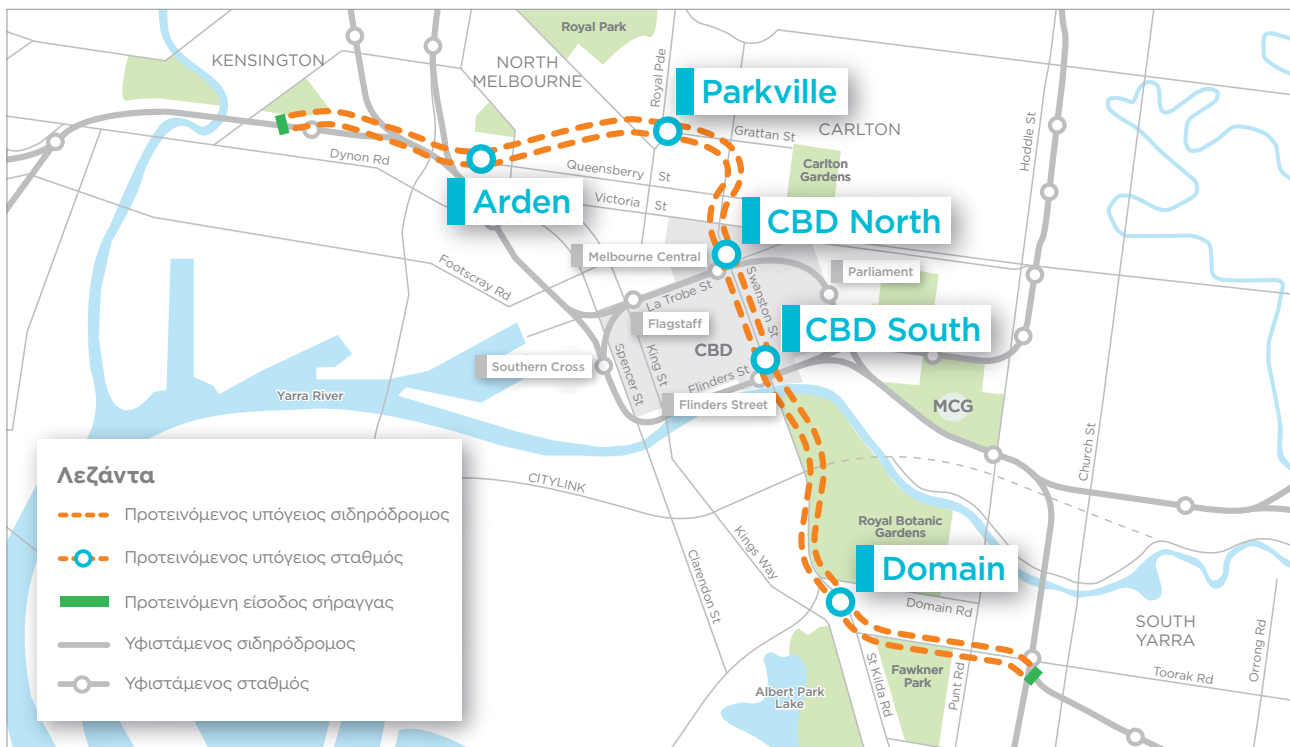 Royal Park
KENSINGTON
NORTH
MELBOURNE
Royal Pde
Parkville
Grattan St
CARLTON
Hoddle St
Dynon Rd
Queensberry St
Carlton
Gardens
Arden
Victoria St
CBD North
Melbourne Central
Parliament
Footscray Rd
La Trobe St
Swanston St
Flagstaff
CBD South
CBD
King St
Spencer St
Southern Cross
Flinders St
Flinders Street
Yarra River
MCG
Church St
CITYLINK
Royal Botanic
Gardens
Kings Way
Clarendon St
Domain
Domain Rd
SOUTH
YARRA
Orrong Rd
Toorak Rd
St Kilda Rd
Fawkner
Park
Punt Rd
Albert Park
Lake
Λεζάντα
Προτεινόμενος υπόγειος σιδηρόδρομος
Προτεινόμενος υπόγειος σταθμός
Προτεινόμενη είσοδος σήραγγας
Υφιστάμενος σιδηρόδρομος
Υφιστάμενος σταθμός